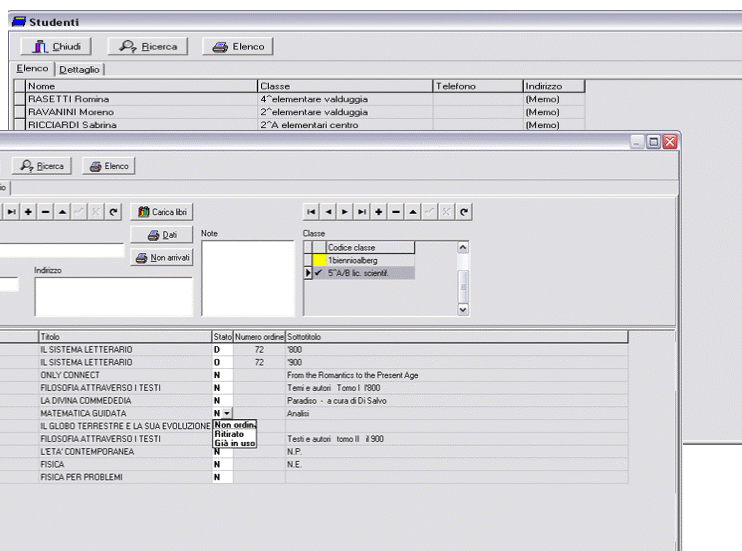 Studenti
Chiudi Ricerca Elenco
Elenco Dettaglio
Nome Classe Telefono Indirizzo
RASETTI Romina 4^elementare valduggia (Memo)
RAVANINI Moreno 2^elementare valduggia (Memo)
RICCIARDI Sabrina 2^A elementari centro (Memo)
Ricerca Elenco
io
Carica libri
Dati Note Classe
Codice classe
Non arrivati 1biennioalberg
Indirizzo 5^A/B lic. scientif.
Titolo Stato Numero ordine Sottotitolo
IL SISTEMA LETTERARIO D 72 '800
IL SISTEMA LETTERARIO O 72 '900
ONLY CONNECT N From the Romantics to the Present Age
FILOSOFIA ATTRAVERSO I TESTI N Temi e autori Tomo I l'800
LA DIVINA COMMEDEDIA N Paradiso - a cura di Di Salvo
MATEMATICA GUIDATA N Analisi
IL GLOBO TERRESTRE E LA SUA EVOLUZIONE Non ordin.
Ritirato
FILOSOFIA ATTRAVERSO I TESTI Già in uso Testi e autori tomo II il 900
L'ETA' CONTEMPORANEA N N.P.
FISICA N N.E.
FISICA PER PROBLEMI N